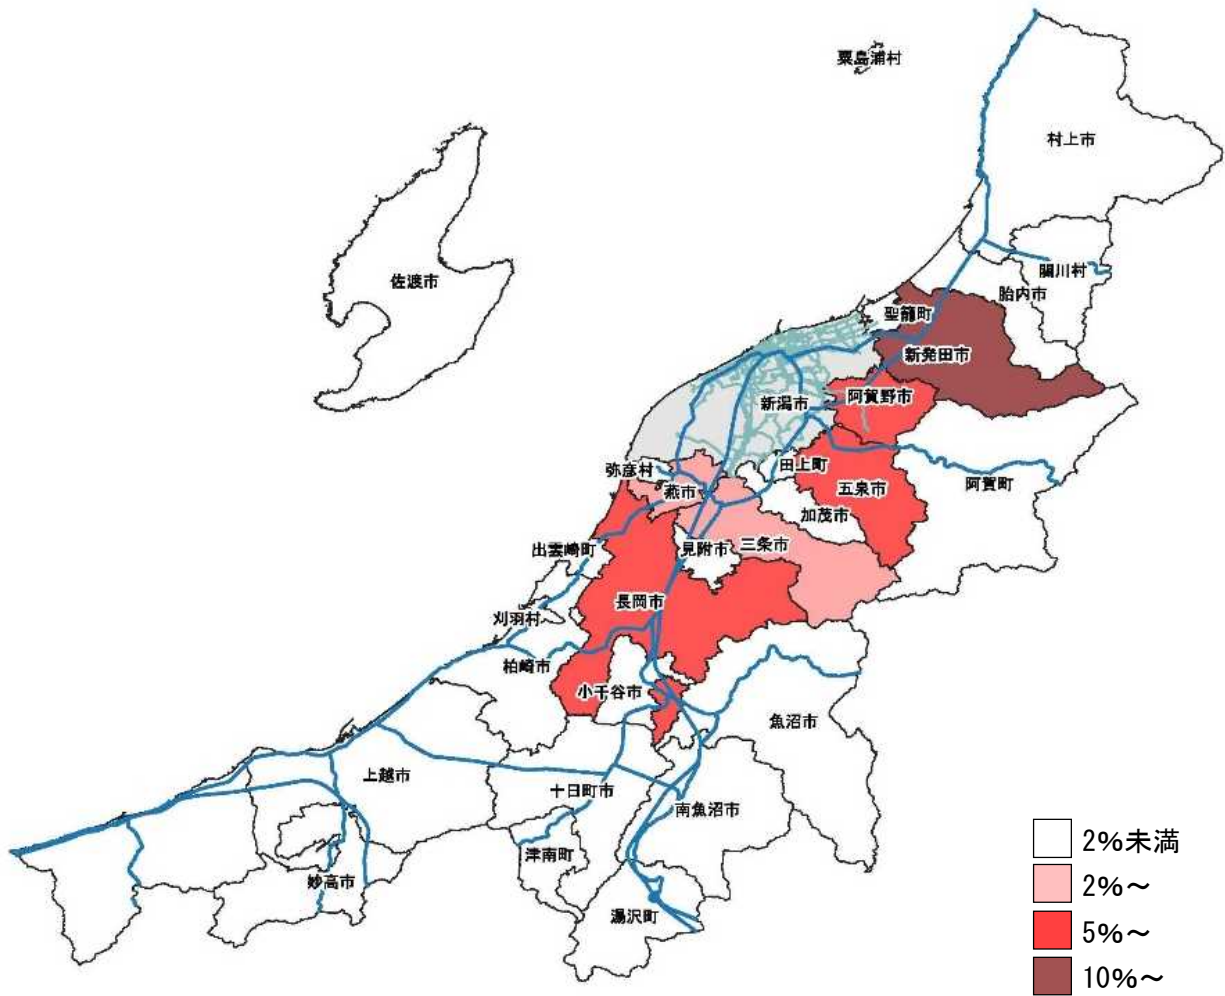 粟島浦村
村上市
佐渡市
関川村
胎内市
聖籠町
新発田市
阿賀野市
新潟市
弥彦村
田上町
燕市
五泉市
阿賀町
加茂市
出雲崎町
見附市
三条市
長岡市
刈羽村
柏崎市
小千谷市
魚沼市
上越市
十日町市
南魚沼市
津南町
妙高市
湯沢町
2%未満
2%～
5%～
10%～